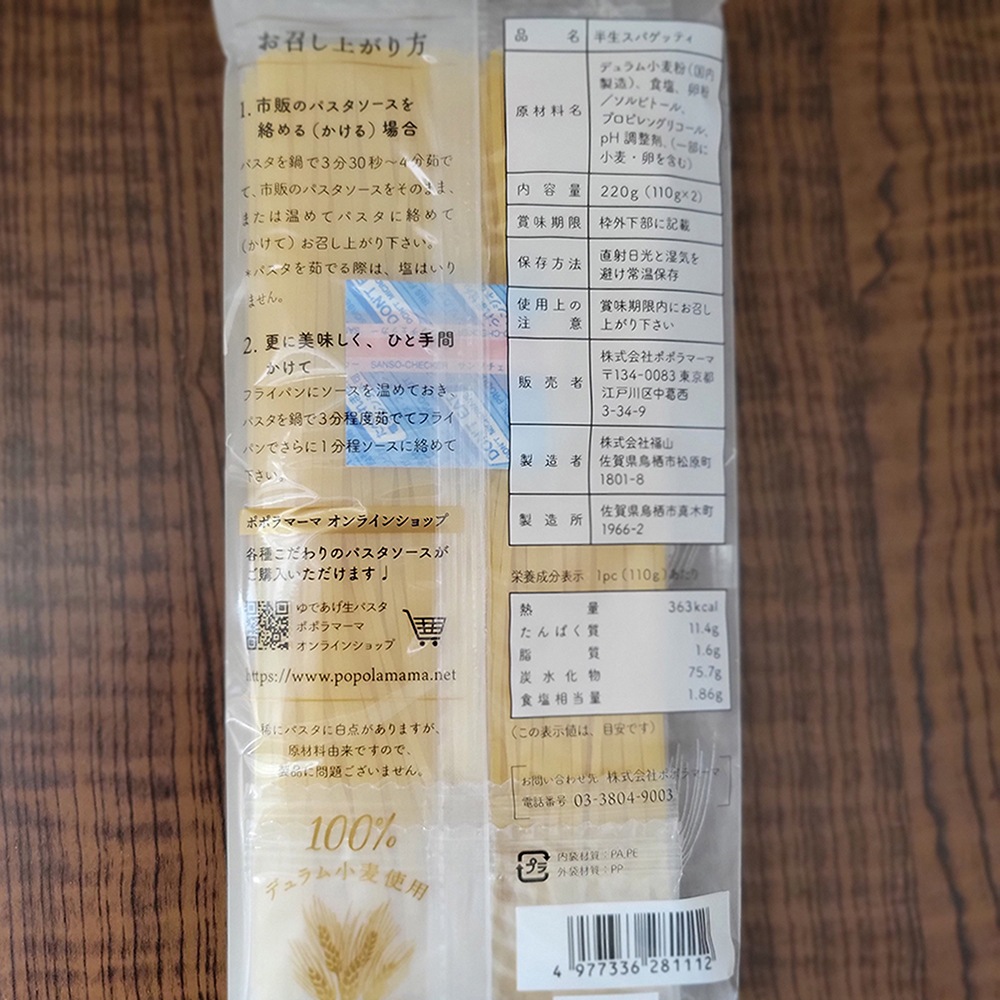 お召し上がり方
1. 市販のパスタソースを
絡める（かける）場合
パスタを鍋で3分30秒～4分茹で
て、市販のパスタソースをそのまま、
または温めてパスタに絡めて
（かけて）お召し上がり下さい。
※パスタを茹でる際は、塩はいり
ません。
2. 更に美味しく、ひと手間
かけて
フライパンにソースを温めておき、
パスタを鍋で3分程度茹でてフライ
パンでさらに1分程ソースに絡めて
下さい。
ポポラマーマ オンラインショップ
各種こだわりのパスタソースが
ご購入いただけます♩
ゆであげ生パスタ
ポポラマーマ
オンラインショップ
https://www.popolamama.net
稀にパスタに白点がありますが、
原材料由来ですので、
製品に問題ございません。
100%
デュラム小麦使用
DON'T E
SANSO-CHECKER
品名 半生スパゲッティ
原材料名 デュラム小麦粉（国内
製造）、食塩、卵粉
／ソルビトール、
プロピレングリコール、
pH調整剤、（一部に
小麦・卵を含む）
内容量 220g（110g×2）
賞味期限 枠外下部に記載
保存方法 直射日光と湿気を
避け常温保存
使用上の注意 賞味期限内にお召し
上がり下さい
販売者 株式会社ポポラマーマ
〒134-0083 東京都
江戸川区中葛西
3-34-9
製造者 株式会社福山
佐賀県鳥栖市松原町
1801-8
製造所 佐賀県鳥栖市真木町
1966-2
栄養成分表示 1pc（110g）あたり
熱量 363kcal
たんぱく質 11.4g
脂質 1.6g
炭水化物 75.7g
食塩相当量 1.86g
（この表示値は、目安です）
お問い合わせ先 株式会社ポポラマーマ
電話番号 03-3804-9003
プラ
内袋材質：PA,PE
外袋材質：PP
4 977336 281112